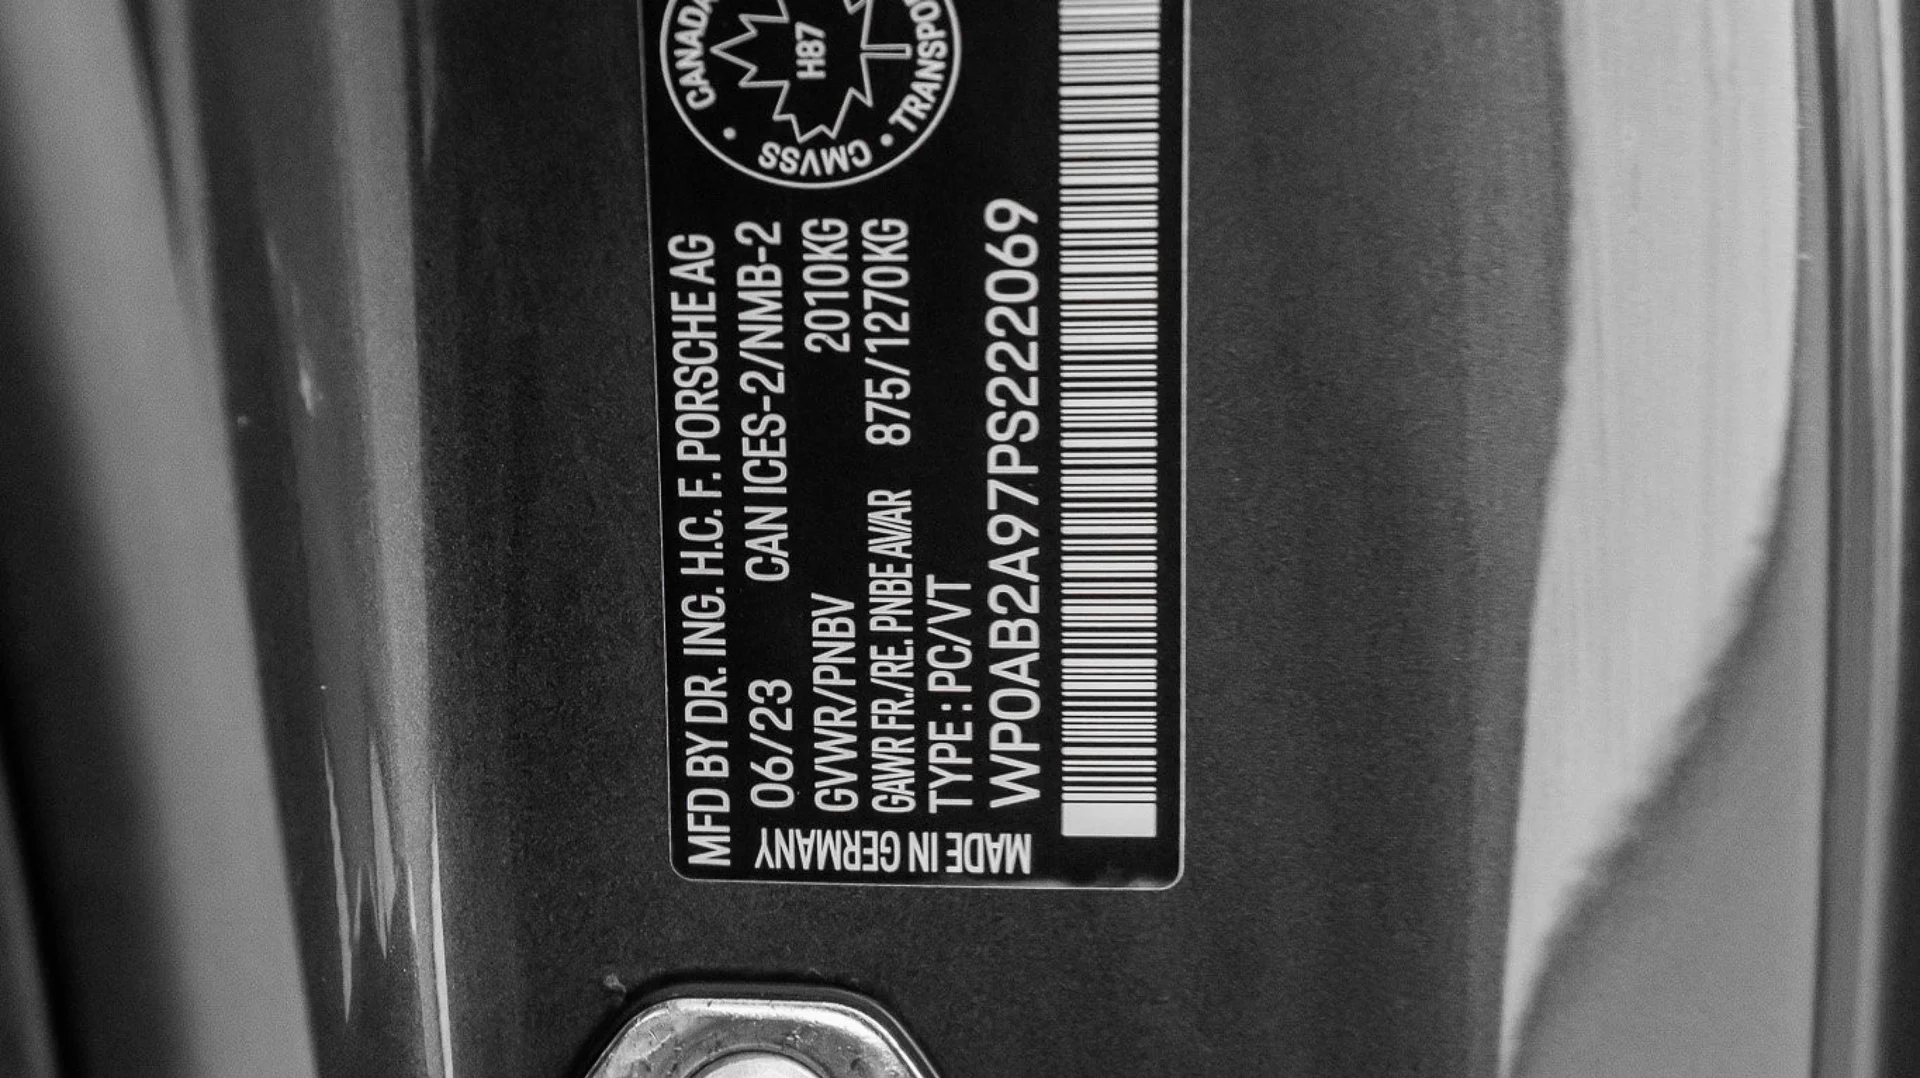 MFD BY DR. ING. H.C. F. PORSCHE AG
06/23 CAN ICES-2/NMB-2
GVWR/PNBV 2010KG
GAWR FR./RE. PNBE AV/AR 875/1270KG
TYPE : PC/VT
WP0AB2A97PS222069
MADE IN GERMANY
CANADA
H87
TRANSPO
CMVSS